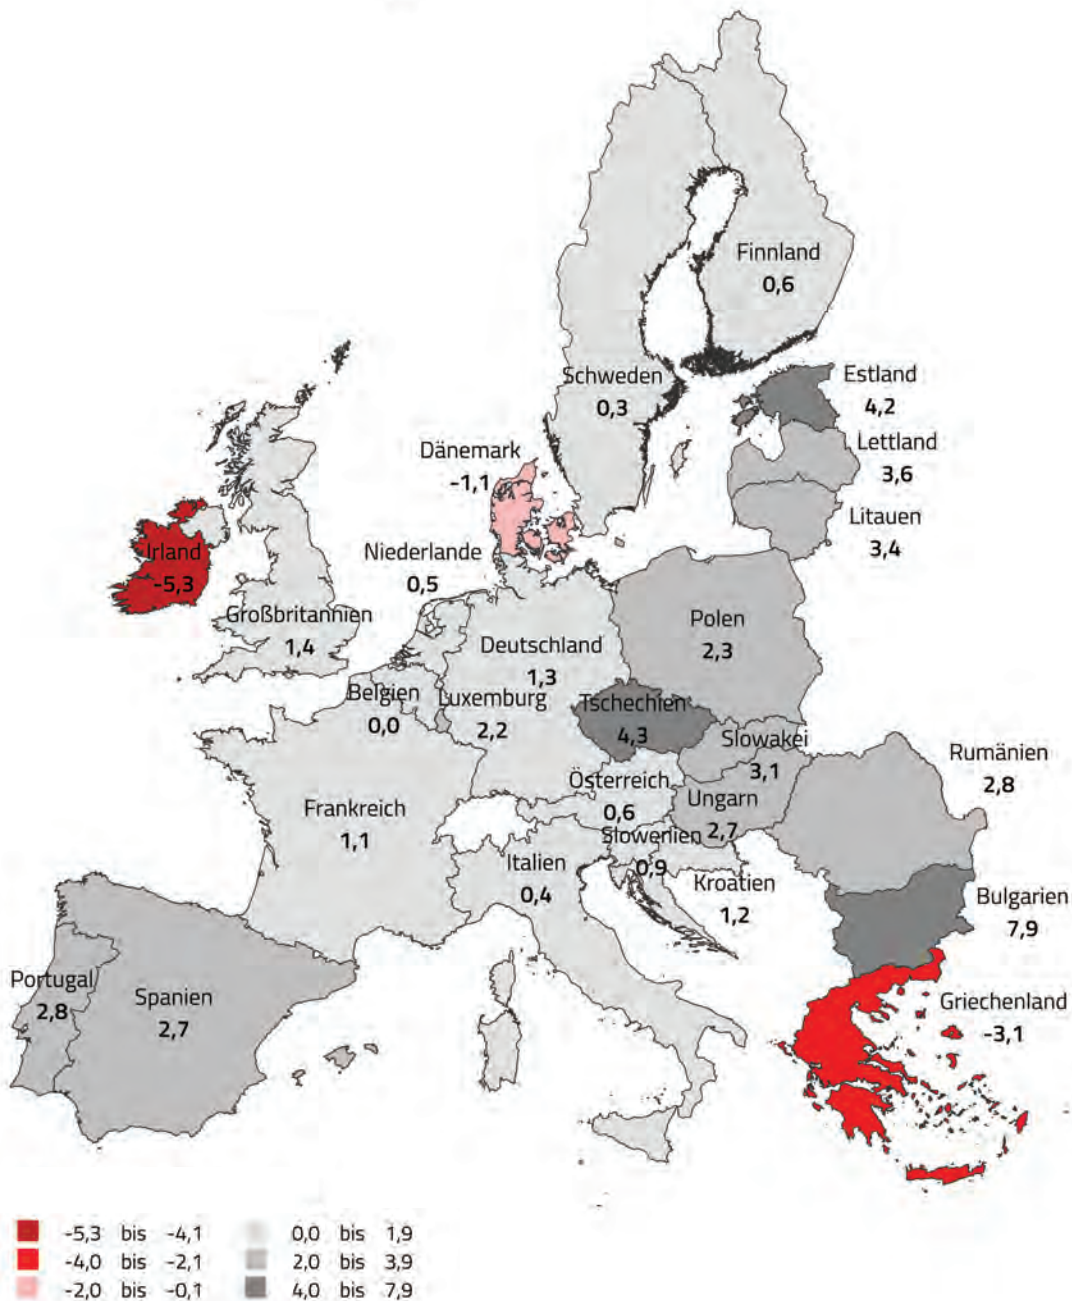 Finnland
0,6
Schweden
0,3
Estland
4,2
Lettland
3,6
Litauen
3,4
Dänemark
-1,1
Irland
-5,3
Niederlande
0,5
Großbritannien
1,4
Polen
2,3
Deutschland
1,3
Belgien
0,0
Luxemburg
2,2
Tschechien
4,3
Slowakei
3,1
Rumänien
2,8
Österreich
0,6
Ungarn
2,7
Frankreich
1,1
Slowenien
0,9
Italien
0,4
Kroatien
1,2
Bulgarien
7,9
Portugal
2,8
Spanien
2,7
Griechenland
-3,1
-5,3 bis -4,1
-4,0 bis -2,1
-2,0 bis -0,1
0,0 bis 1,9
2,0 bis 3,9
4,0 bis 7,9